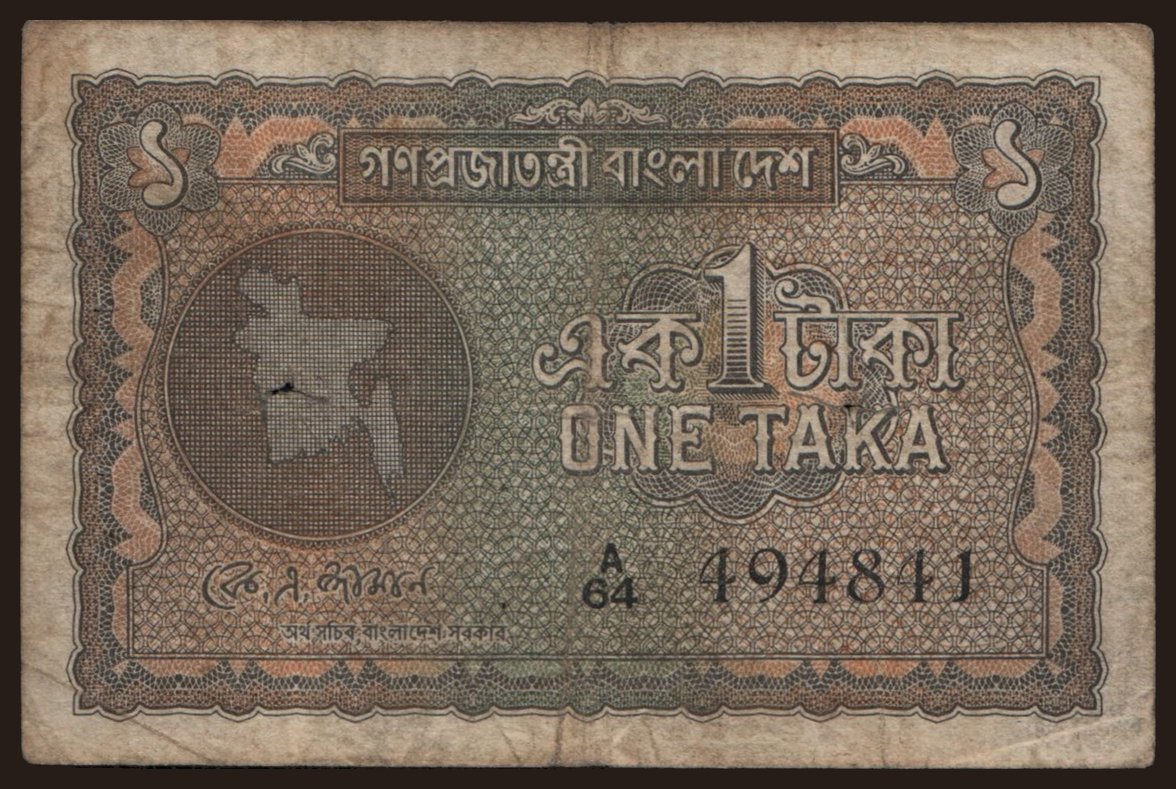 ১ ১
গণপ্রজাতন্ত্রী বাংলা দেশ
এক 1 টাকা
ONE TAKA
A
64 494841
কে, এ, জামান
অর্থ সচিব, বাংলাদেশ সরকার